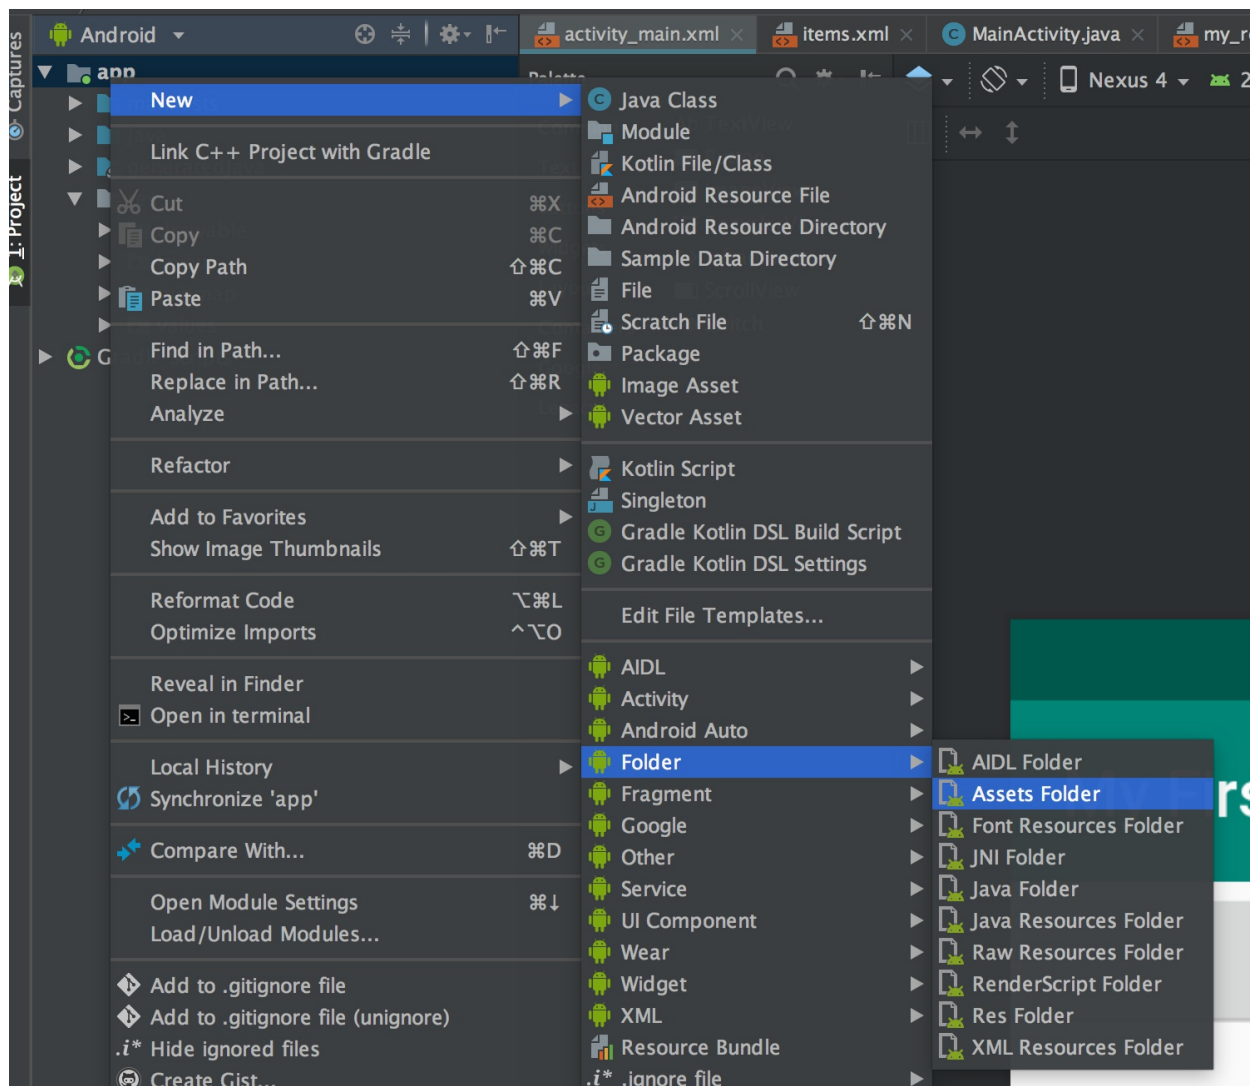 Android
activity_main.xml
items.xml
MainActivity.java
Captures
1: Project
app
Palette
Nexus 4
New
Link C++ Project with Gradle
Cut ⌘X
Copy ⌘C
Copy Path ⇧⌘C
Paste ⌘V
Find in Path... ⇧⌘F
Replace in Path... ⇧⌘R
Analyze
Refactor
Add to Favorites
Show Image Thumbnails ⇧⌘T
Reformat Code ⌥⌘L
Optimize Imports ^⌥O
Reveal in Finder
Open in terminal
Local History
Synchronize 'app'
Compare With... ⌘D
Open Module Settings ⌘↓
Load/Unload Modules...
Add to .gitignore file
Add to .gitignore file (unignore)
.i* Hide ignored files
Create Gist...
Java Class
Module
Kotlin File/Class
Android Resource File
Android Resource Directory
Sample Data Directory
File
Scratch File ⇧⌘N
Package
Image Asset
Vector Asset
Kotlin Script
Singleton
Gradle Kotlin DSL Build Script
Gradle Kotlin DSL Settings
Edit File Templates...
AIDL
Activity
Android Auto
Folder
Fragment
Google
Other
Service
UI Component
Wear
Widget
XML
Resource Bundle
.i* .ignore file
AIDL Folder
Assets Folder
Font Resources Folder
JNI Folder
Java Folder
Java Resources Folder
Raw Resources Folder
RenderScript Folder
Res Folder
XML Resources Folder